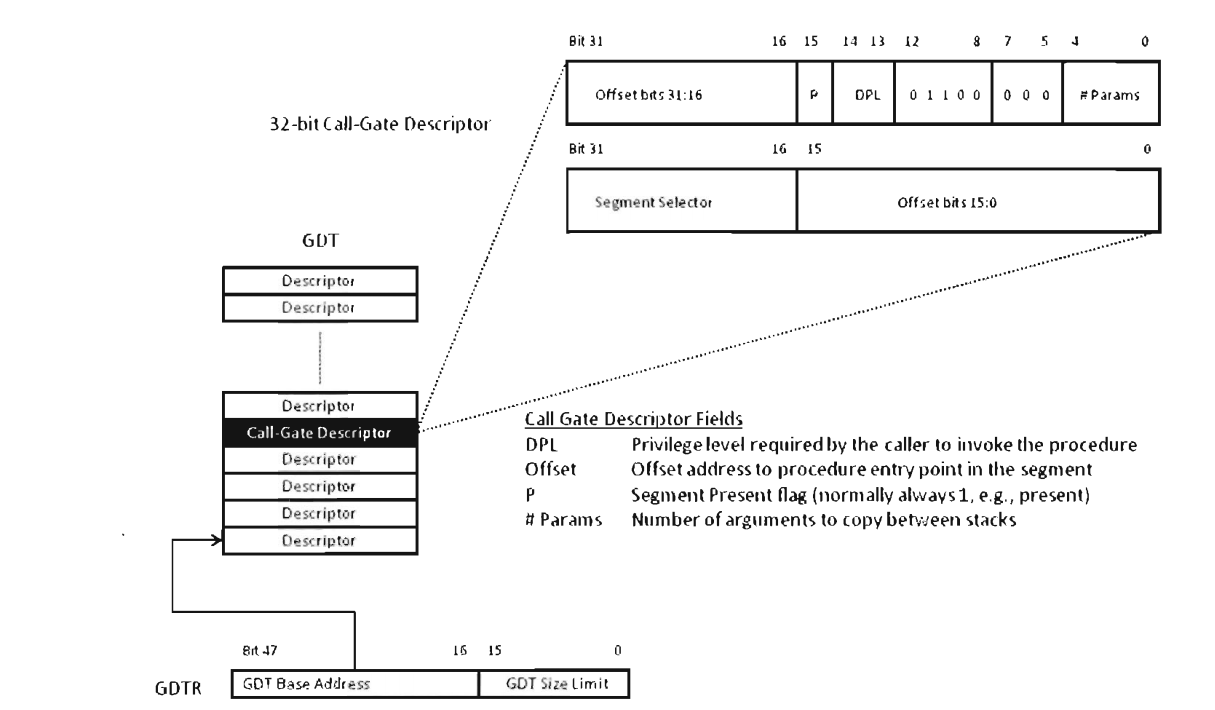 Bit 31 16 15 14 13 12 8 7 5 4 0
Offset bits 31:16 P DPL 0 1 1 0 0 0 0 0 # Params
32-bit Call-Gate Descriptor
Bit 31 16 15 0
Segment Selector Offset bits 15:0
GDT
Descriptor
Descriptor
Descriptor
Call-Gate Descriptor
Descriptor
Descriptor
Descriptor
Descriptor
Call Gate Descriptor Fields
DPL Privilege level required by the caller to invoke the procedure
Offset Offset address to procedure entry point in the segment
P Segment Present flag (normally always 1, e.g., present)
# Params Number of arguments to copy between stacks
Bit 47 16 15 0
GDTR GDT Base Address GDT Size Limit